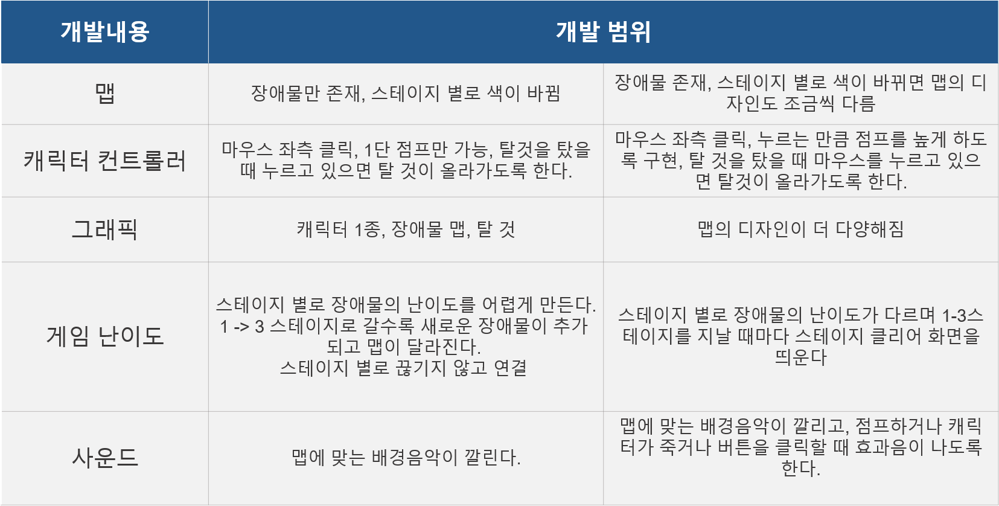 개발내용
개발 범위
맵
장애물만 존재, 스테이지 별로 색이 바뀜
장애물 존재, 스테이지 별로 색이 바뀌면 맵의 디
자인도 조금씩 다름
캐릭터 컨트롤러
마우스 좌측 클릭, 1단 점프만 가능, 탈것을 탔을
때 누르고 있으면 탈 것이 올라가도록 한다.
마우스 좌측 클릭, 누르는 만큼 점프를 높게 하도
록 구현, 탈 것을 탔을 때 마우스를 누르고 있으
면 탈것이 올라가도록 한다.
그래픽
캐릭터 1종, 장애물 맵, 탈 것
맵의 디자인이 더 다양해짐
게임 난이도
스테이지 별로 장애물의 난이도를 어렵게 만든다.
1 -> 3 스테이지로 갈수록 새로운 장애물이 추가
되고 맵이 달라진다.
스테이지 별로 끊기지 않고 연결
스테이지 별로 장애물의 난이도가 다르며 1-3스
테이지를 지날 때마다 스테이지 클리어 화면을
띄운다
사운드
맵에 맞는 배경음악이 깔린다.
맵에 맞는 배경음악이 깔리고, 점프하거나 캐릭
터가 죽거나 버튼을 클릭할 때 효과음이 나도록
한다.